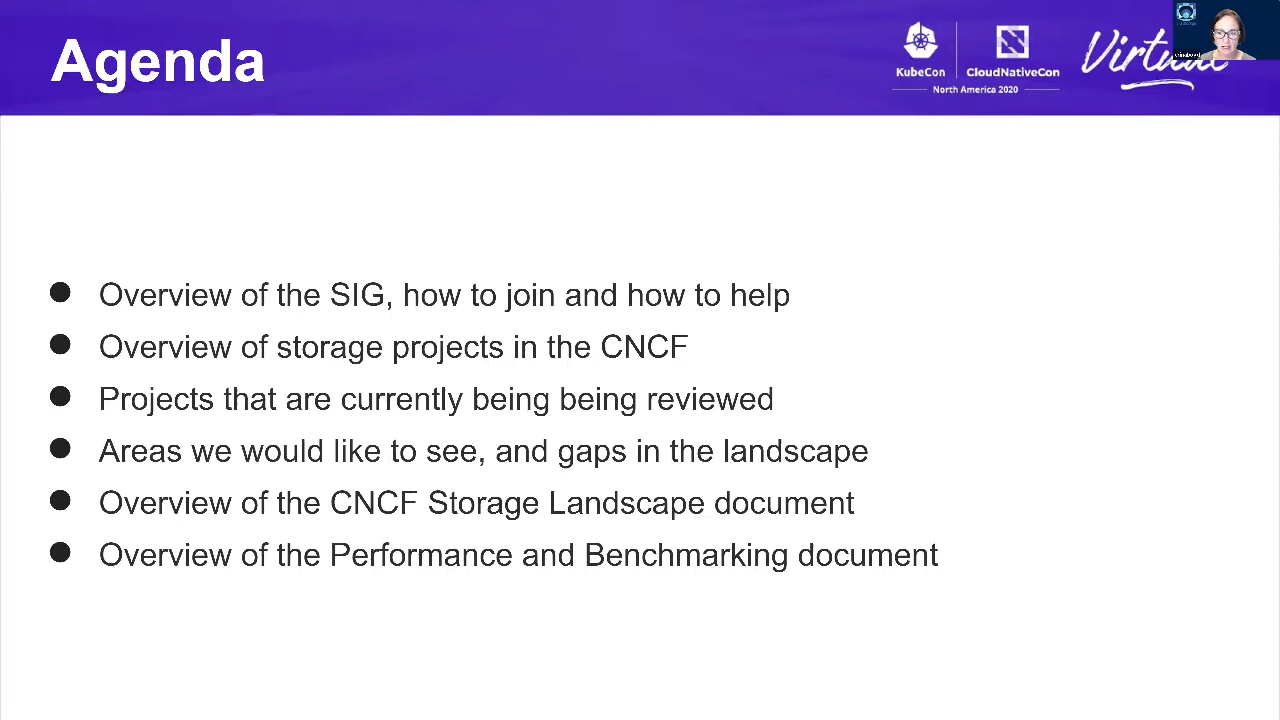 Agenda
KubeCon
CloudNativeCon
North America 2020
Virtual
Overview of the SIG, how to join and how to help
Overview of storage projects in the CNCF
Projects that are currently being being reviewed
Areas we would like to see, and gaps in the landscape
Overview of the CNCF Storage Landscape document
Overview of the Performance and Benchmarking document